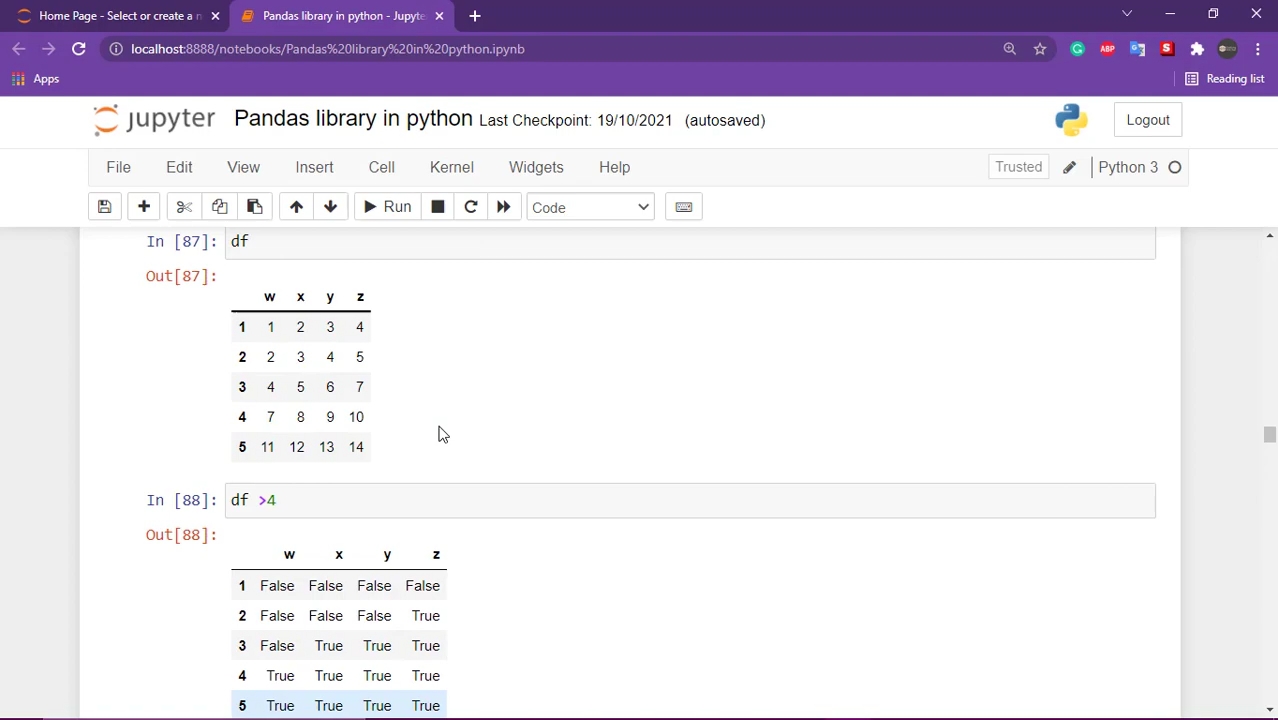 Home Page - Select or create a n
Pandas library in python - Jupyte
localhost:8888/notebooks/Pandas%20library%20in%20python.ipynb
ABP
S
Apps
Reading list
jupyter Pandas library in python Last Checkpoint: 19/10/2021 (autosaved)
Logout
File Edit View Insert Cell Kernel Widgets Help
Trusted
Python 3
Run
Code
In [87]: df
Out[87]:
w x y z
1 1 2 3 4
2 2 3 4 5
3 4 5 6 7
4 7 8 9 10
5 11 12 13 14
In [88]: df >4
Out[88]:
w x y z
1 False False False False
2 False False False True
3 False True True True
4 True True True True
5 True True True True